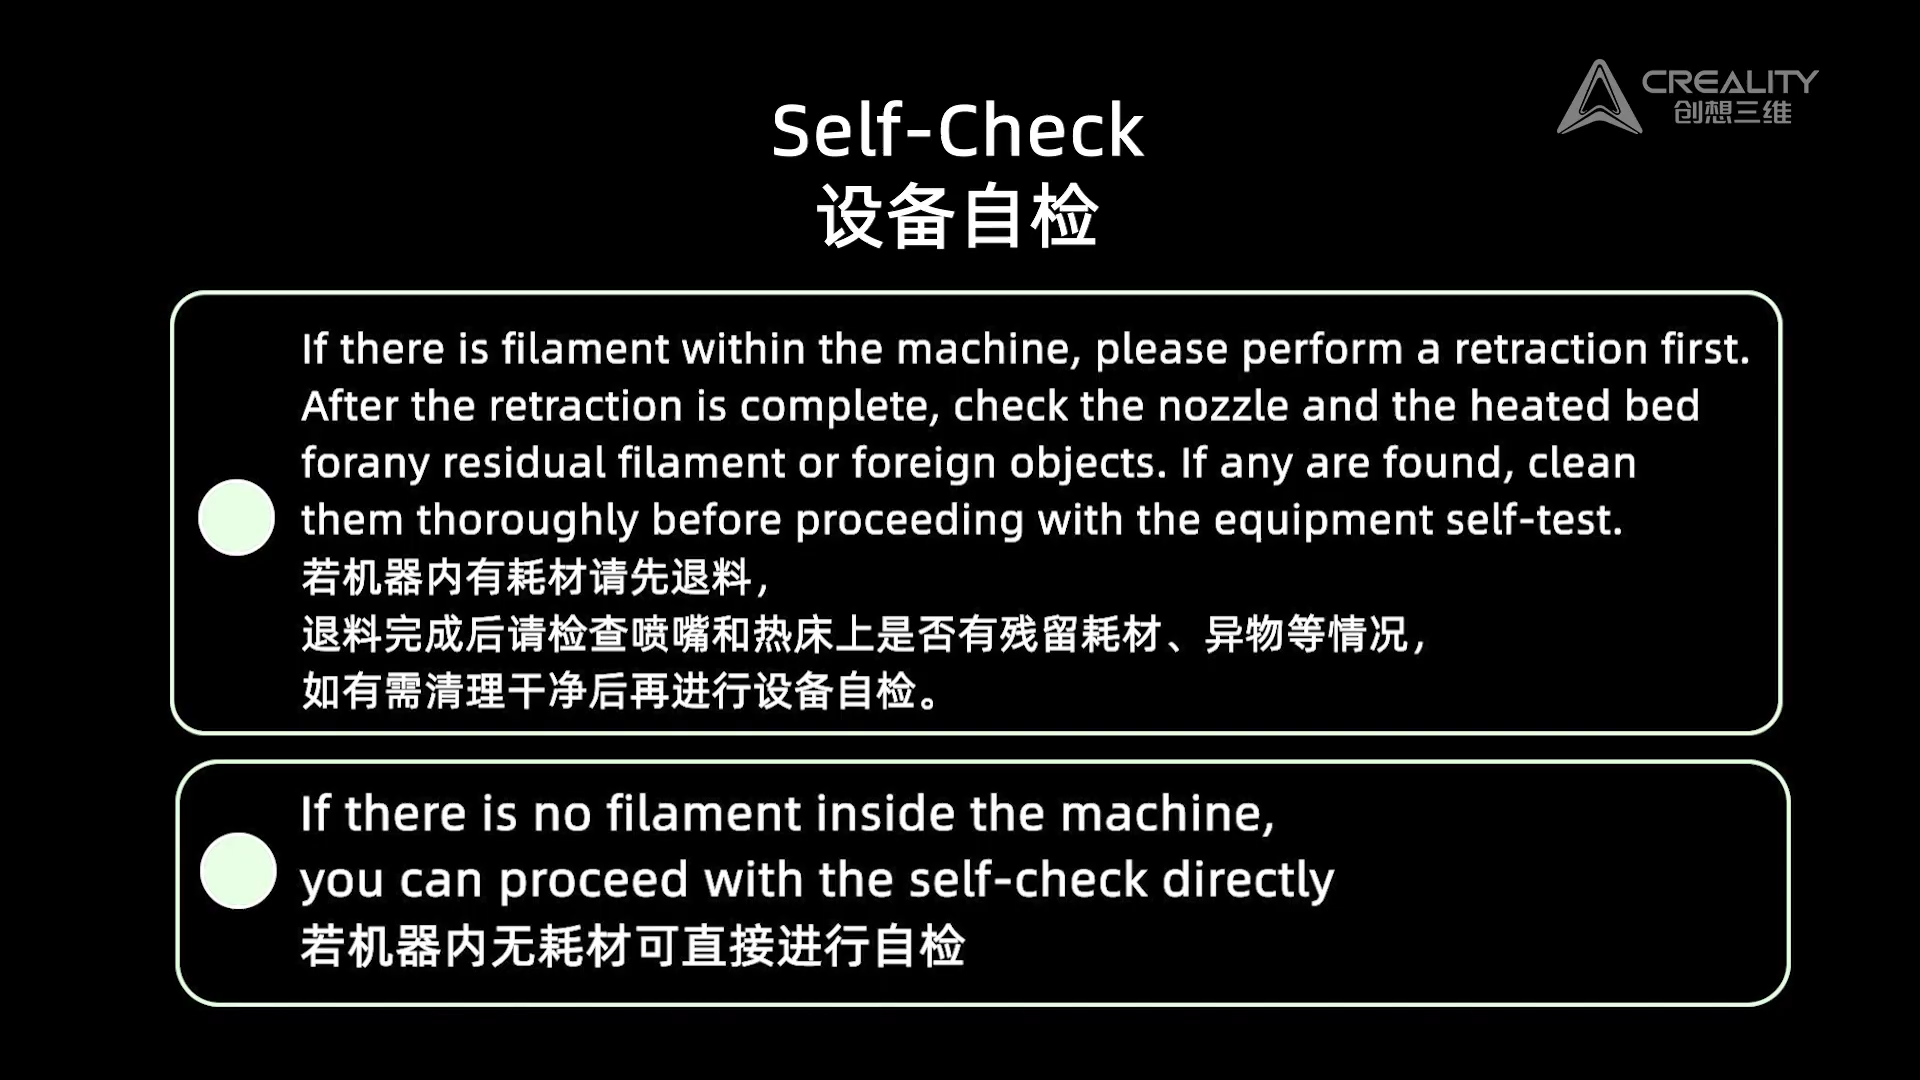 CREALITY
创想三维
Self-Check
设备自检
If there is filament within the machine, please perform a retraction first.
After the retraction is complete, check the nozzle and the heated bed
forany residual filament or foreign objects. If any are found, clean
them thoroughly before proceeding with the equipment self-test.
若机器内有耗材请先退料，
退料完成后请检查喷嘴和热床上是否有残留耗材、异物等情况，
如有需清理干净后再进行设备自检。
If there is no filament inside the machine,
you can proceed with the self-check directly
若机器内无耗材可直接进行自检